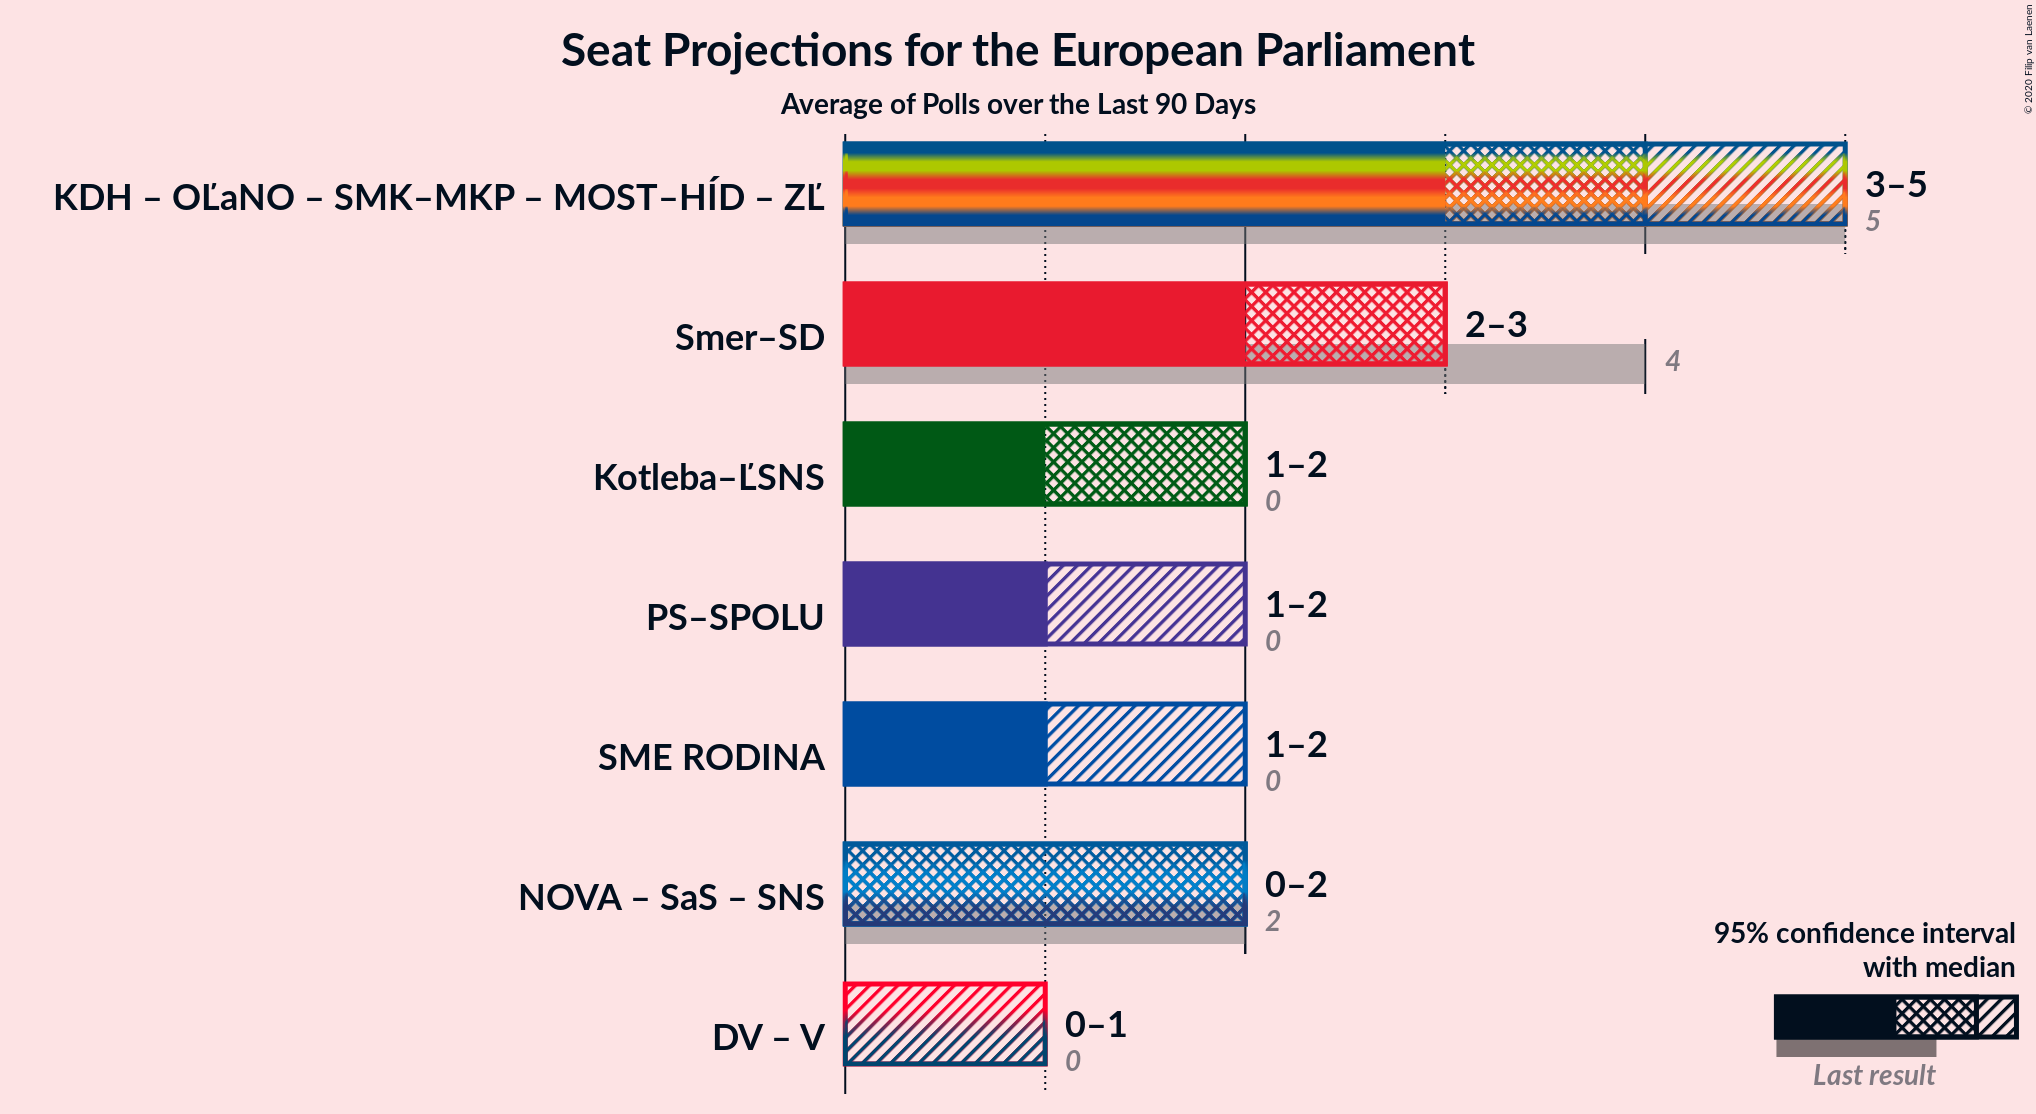 Seat Projections for the European Parliament
Average of Polls over the Last 90 Days
© 2020 Filip van Laenen
KDH – OĽaNO – SMK–MKP – MOST–HÍD – ZĽ
3–5
5
Smer–SD
2–3
4
Kotleba–ĽSNS
1–2
0
PS–SPOLU
1–2
0
SME RODINA
1–2
0
NOVA – SaS – SNS
0–2
2
DV – V
0–1
0
95% confidence interval
with median
Last result